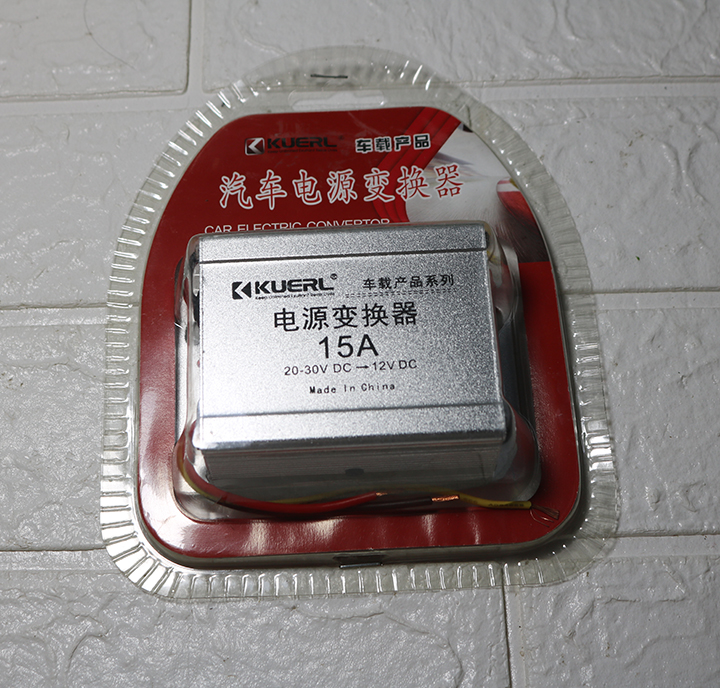 KUERL 车载产品
汽车电源变换器
CAR ELECTRIC CONVERTOR
KUERL® 车载产品系列
电源变换器
15A
20-30V DC→12V DC
Made In China